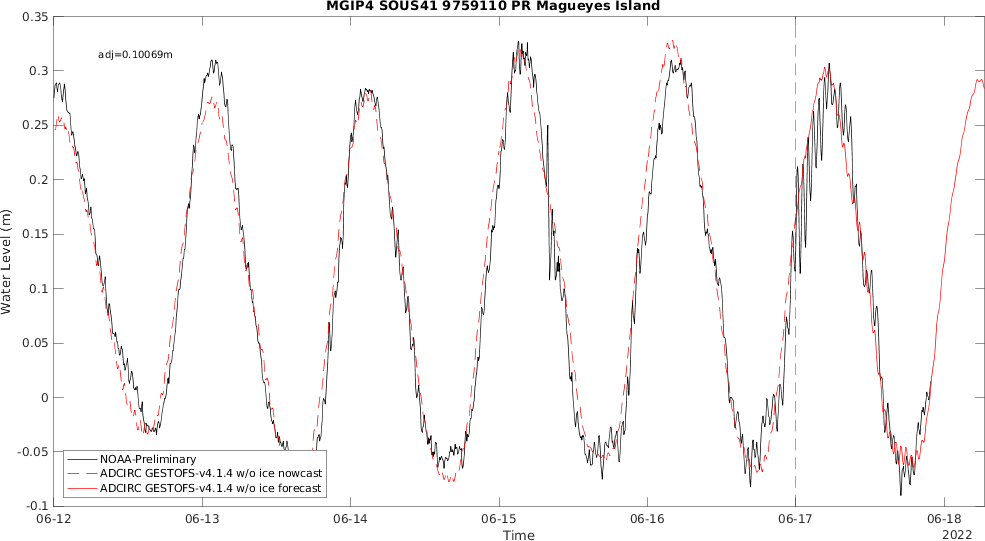 MGIP4 SOUS41 9759110 PR Magueyes Island
0.35
adj=0.10069m
0.3
0.25
0.2
0.15
0.1
0.05
0
-0.05
-0.1
Water Level (m)
NOAA-Preliminary
ADCIRC GESTOFS-v4.1.4 w/o ice nowcast
ADCIRC GESTOFS-v4.1.4 w/o ice forecast
06-12 06-13 06-14 06-15 06-16 06-17 06-18
Time 2022